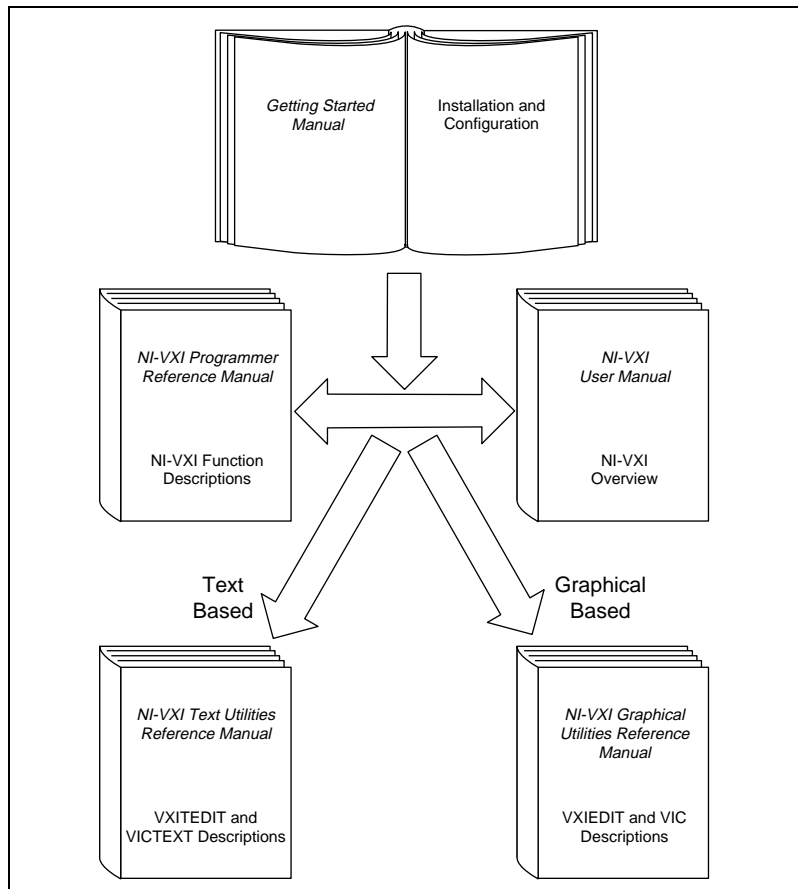 Getting Started
Manual
Installation and
Configuration
NI-VXI Programmer
Reference Manual
NI-VXI Function
Descriptions
NI-VXI
User Manual
NI-VXI
Overview
Text
Based
Graphical
Based
NI-VXI Text Utilities
Reference Manual
VXITEDIT and
VICTEXT Descriptions
NI-VXI Graphical
Utilities Reference
Manual
VXIEDIT and VIC
Descriptions